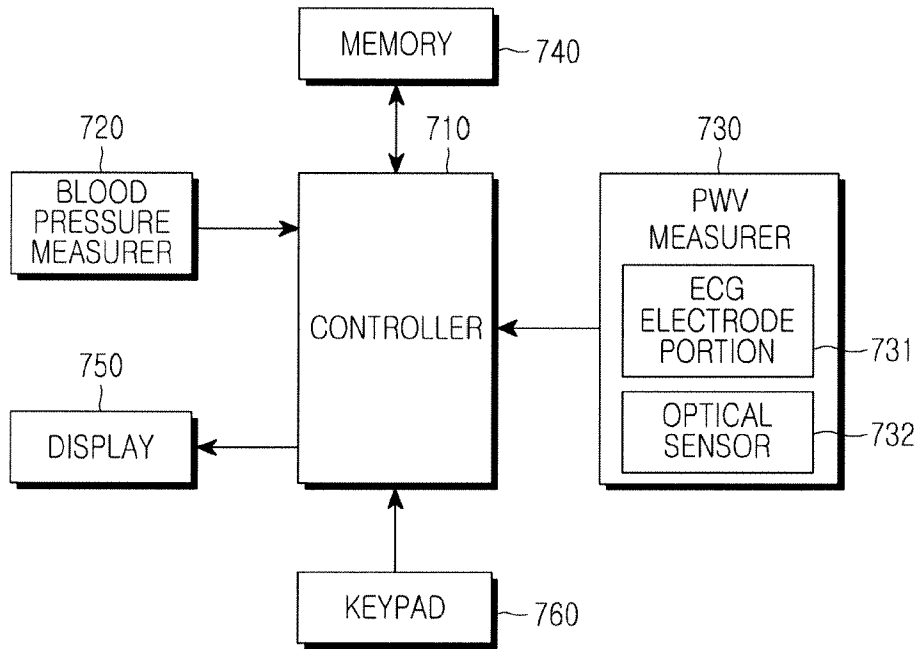 MEMORY
740
720
710
730
BLOOD
PRESSURE
MEASURER
PWV
MEASURER
ECG
ELECTRODE
PORTION
731
CONTROLLER
750
DISPLAY
OPTICAL
SENSOR
732
KEYPAD
760